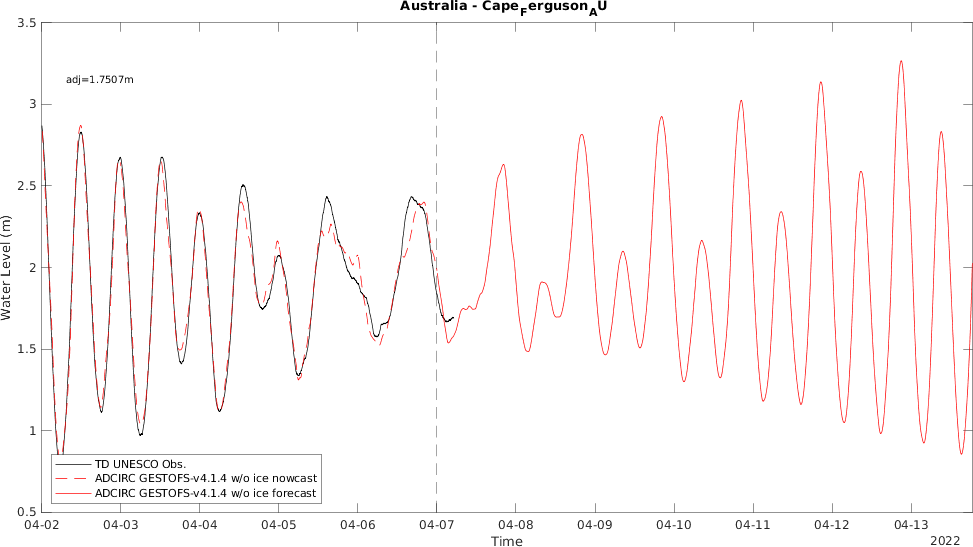 Australia - Cape_Ferguson_AU
adj=1.7507m
Water Level (m)
3.5
3
2.5
2
1.5
1
0.5
TD UNESCO Obs.
ADCIRC GESTOFS-v4.1.4 w/o ice nowcast
ADCIRC GESTOFS-v4.1.4 w/o ice forecast
04-02 04-03 04-04 04-05 04-06 04-07 04-08 04-09 04-10 04-11 04-12 04-13
Time
2022